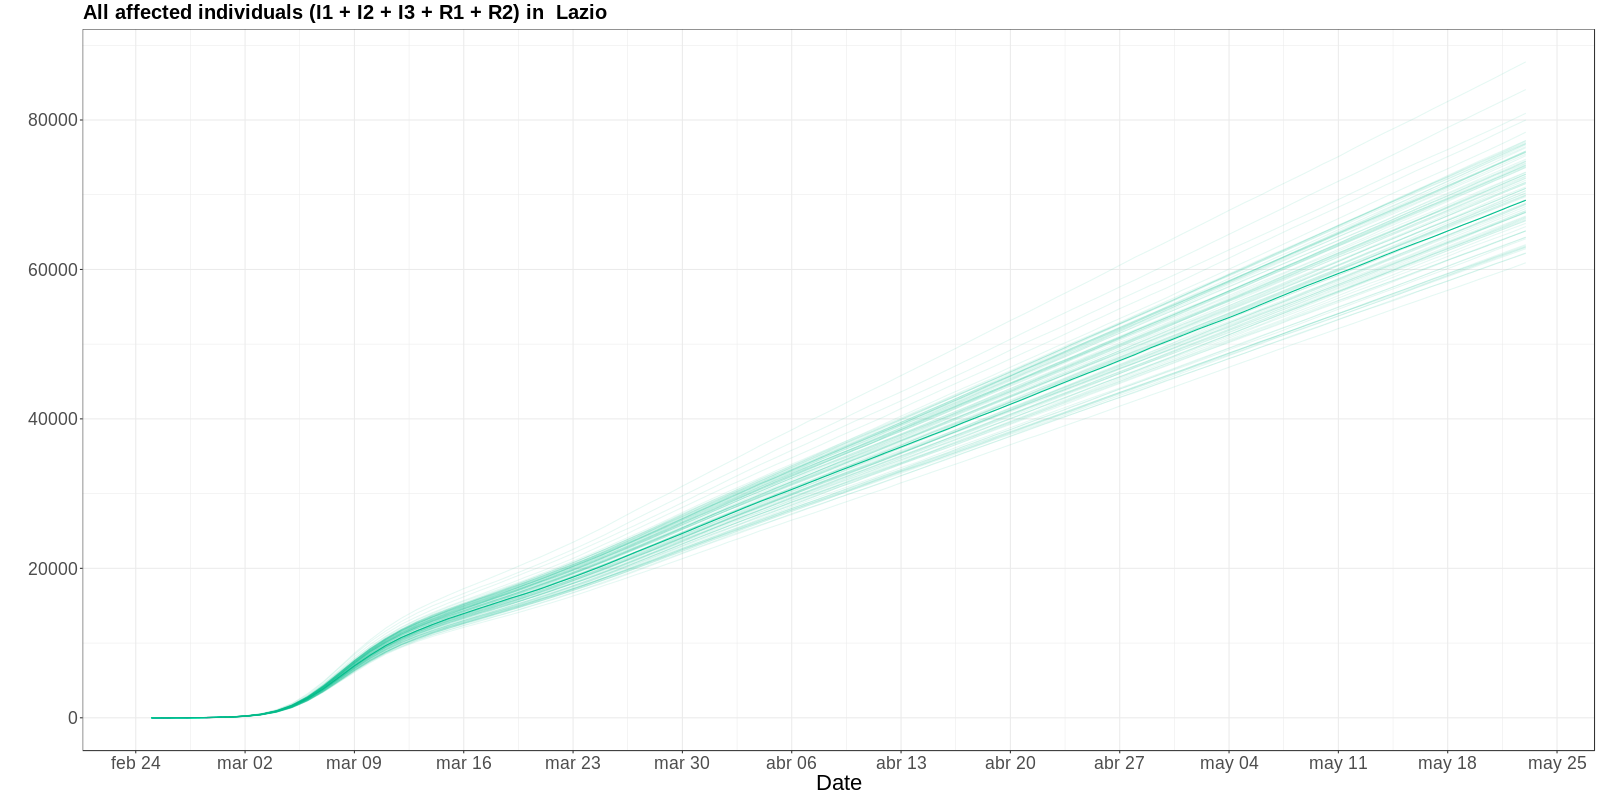 All affected individuals (I1 + I2 + I3 + R1 + R2) in  Lazio
80000
60000
40000
20000
0
feb 24 mar 02 mar 09 mar 16 mar 23 mar 30 abr 06 abr 13 abr 20 abr 27 may 04 may 11 may 18 may 25
Date